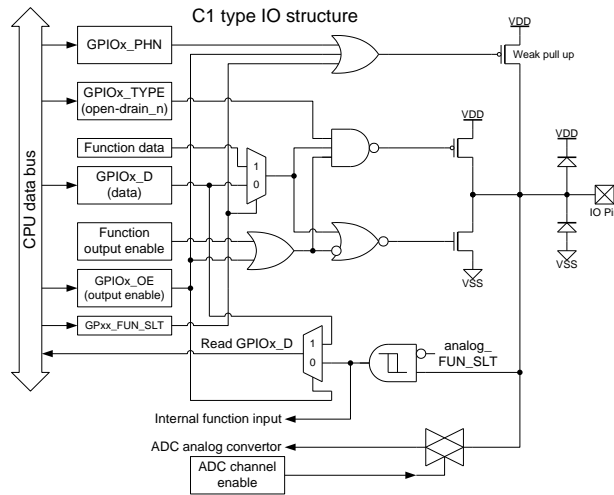 C1 type IO structure
CPU data bus
GPIOx_PHN
GPIOx_TYPE
(open-drain_n)
Function data
GPIOx_D
(data)
Function
output enable
GPIOx_OE
(output enable)
GPxx_FUN_SLT
1
0
VDD
Weak pull up
VDD
VDD
IO Pi
VSS
VSS
Read GPIOx_D
1
0
analog_
FUN_SLT
Internal function input
ADC analog convertor
ADC channel
enable